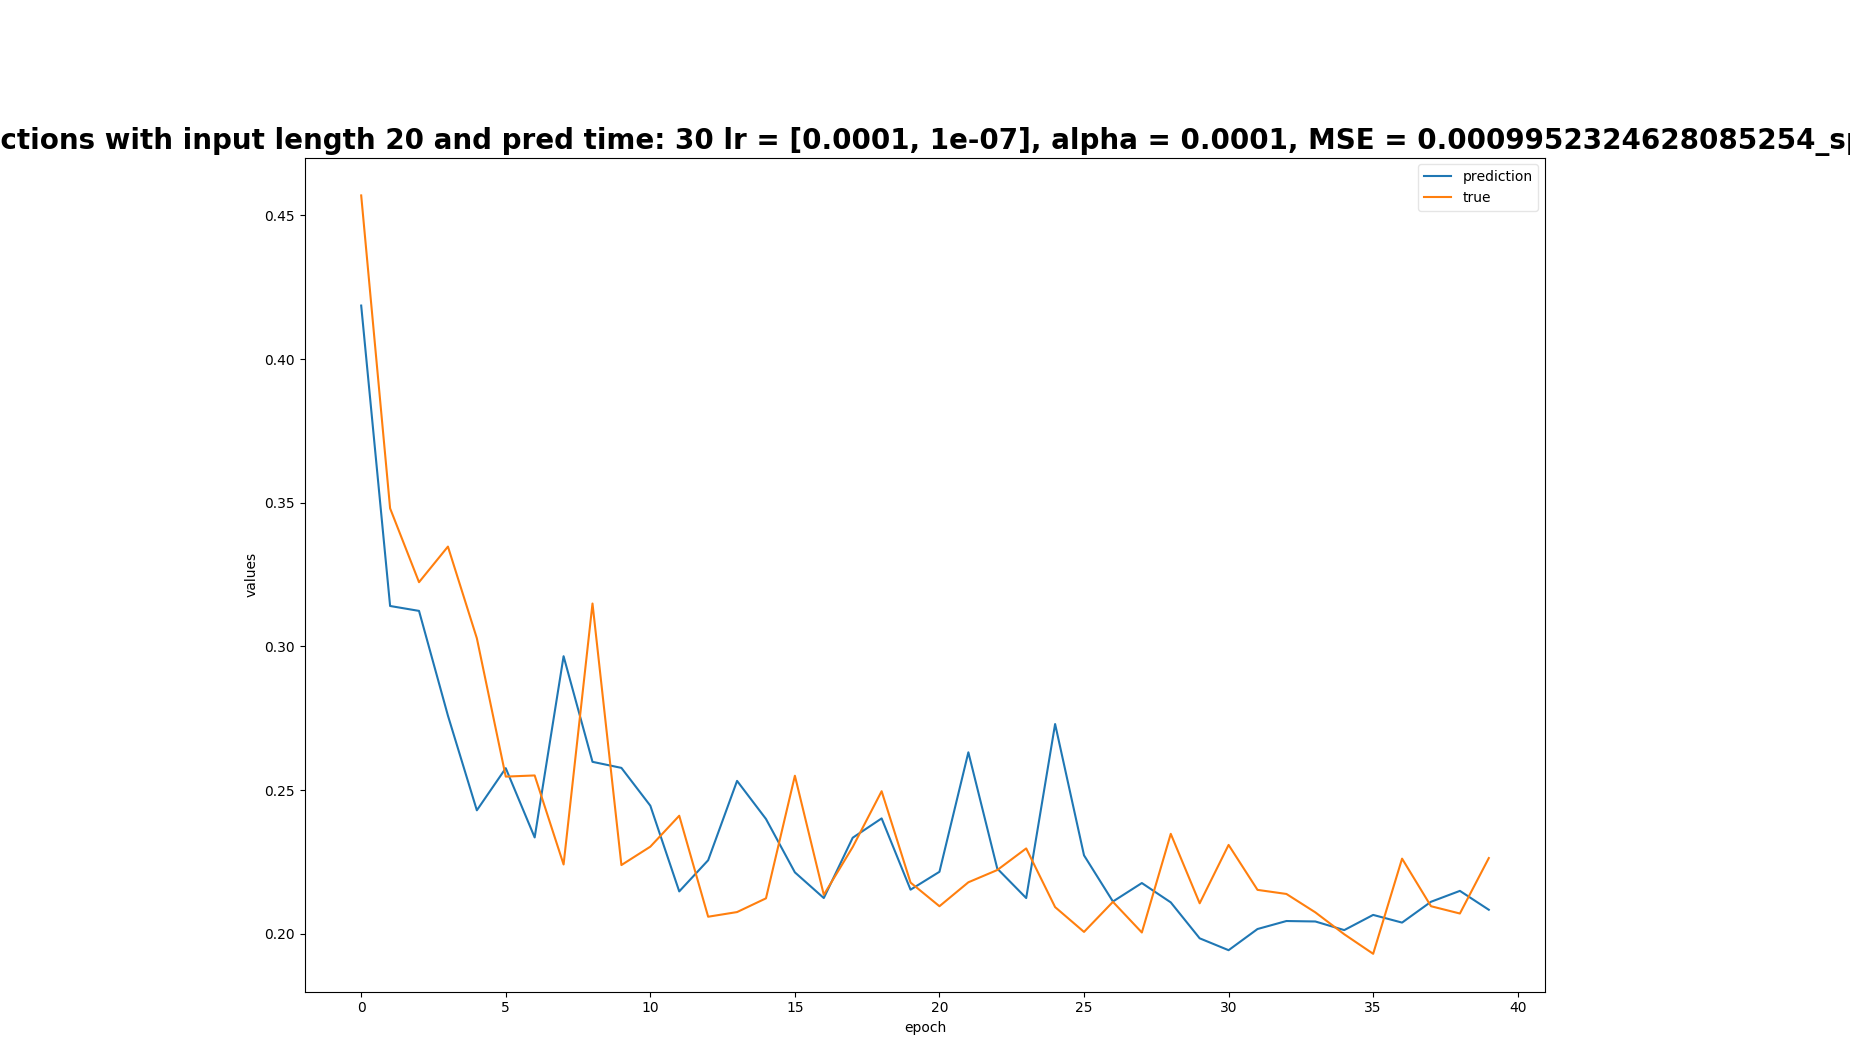 ctions with input length 20 and pred time: 30 lr = [0.0001, 1e-07], alpha = 0.0001, MSE = 0.0009952324628085254_sp
prediction
true
0.45
0.40
0.35
0.30
0.25
0.20
values
0 5 10 15 20 25 30 35 40
epoch